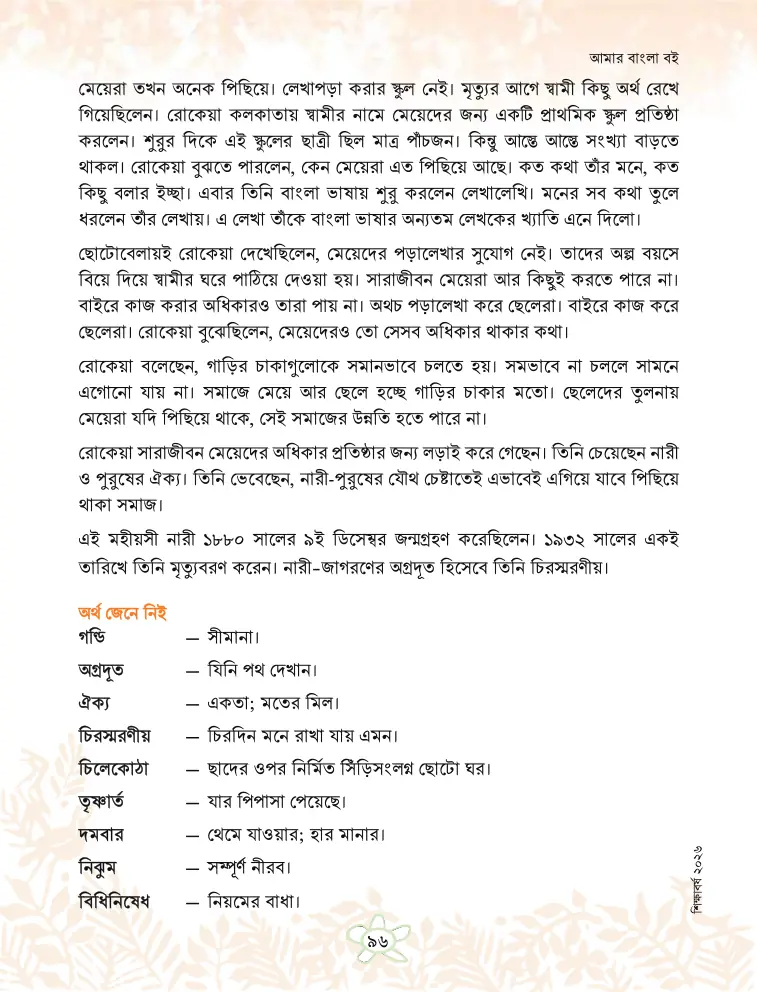 আমার বাংলা বই
মেয়েরা তখন অনেক পিছিয়ে। লেখাপড়া করার স্কুল নেই। মৃত্যুর আগে স্বামী কিছু অর্থ রেখে
গিয়েছিলেন। রোকেয়া কলকাতায় স্বামীর নামে মেয়েদের জন্য একটি প্রাথমিক স্কুল প্রতিষ্ঠা
করলেন। শুরুর দিকে এই স্কুলের ছাত্রী ছিল মাত্র পাঁচজন। কিন্তু আস্তে আস্তে সংখ্যা বাড়তে
থাকল। রোকেয়া বুঝতে পারলেন, কেন মেয়েরা এত পিছিয়ে আছে। কত কথা তাঁর মনে, কত
কিছু বলার ইচ্ছা। এবার তিনি বাংলা ভাষায় শুরু করলেন লেখালেখি। মনের সব কথা তুলে
ধরলেন তাঁর লেখায়। এ লেখা তাঁকে বাংলা ভাষার অন্যতম লেখকের খ্যাতি এনে দিলো।
ছোটোবেলায়ই রোকেয়া দেখেছিলেন, মেয়েদের পড়ালেখার সুযোগ নেই। তাদের অল্প বয়সে
বিয়ে দিয়ে স্বামীর ঘরে পাঠিয়ে দেওয়া হয়। সারাজীবন মেয়েরা আর কিছুই করতে পারে না।
বাইরে কাজ করার অধিকারও তারা পায় না। অথচ পড়ালেখা করে ছেলেরা। বাইরে কাজ করে
ছেলেরা। রোকেয়া বুঝেছিলেন, মেয়েদেরও তো সেসব অধিকার থাকার কথা।
রোকেয়া বলেছেন, গাড়ির চাকাগুলোকে সমানভাবে চলতে হয়। সমভাবে না চললে সামনে
এগোনো যায় না। সমাজে মেয়ে আর ছেলে হচ্ছে গাড়ির চাকার মতো। ছেলেদের তুলনায়
মেয়েরা যদি পিছিয়ে থাকে, সেই সমাজের উন্নতি হতে পারে না।
রোকেয়া সারাজীবন মেয়েদের অধিকার প্রতিষ্ঠার জন্য লড়াই করে গেছেন। তিনি চেয়েছেন নারী
ও পুরুষের ঐক্য। তিনি ভেবেছেন, নারী-পুরুষের যৌথ চেষ্টাতেই এভাবেই এগিয়ে যাবে পিছিয়ে
থাকা সমাজ।
এই মহীয়সী নারী ১৮৮০ সালের ৯ই ডিসেম্বর জন্মগ্রহণ করেছিলেন। ১৯৩২ সালের একই
তারিখে তিনি মৃত্যুবরণ করেন। নারী-জাগরণের অগ্রদূত হিসেবে তিনি চিরস্মরণীয়।
অর্থ জেনে নিই
গন্ডি – সীমানা।
অগ্রদূত – যিনি পথ দেখান।
ঐক্য – একতা; মতের মিল।
চিরস্মরণীয় – চিরদিন মনে রাখা যায় এমন।
চিলেকোঠা – ছাদের ওপর নির্মিত সিঁড়িসংলগ্ন ছোটো ঘর।
তৃষ্ণার্ত – যার পিপাসা পেয়েছে।
দমবার – থেমে যাওয়ার; হার মানার।
নিঝুম – সম্পূর্ণ নীরব।
বিধিনিষেধ – নিয়মের বাধা।
শিক্ষাবর্ষ ২০২৬
৯৬